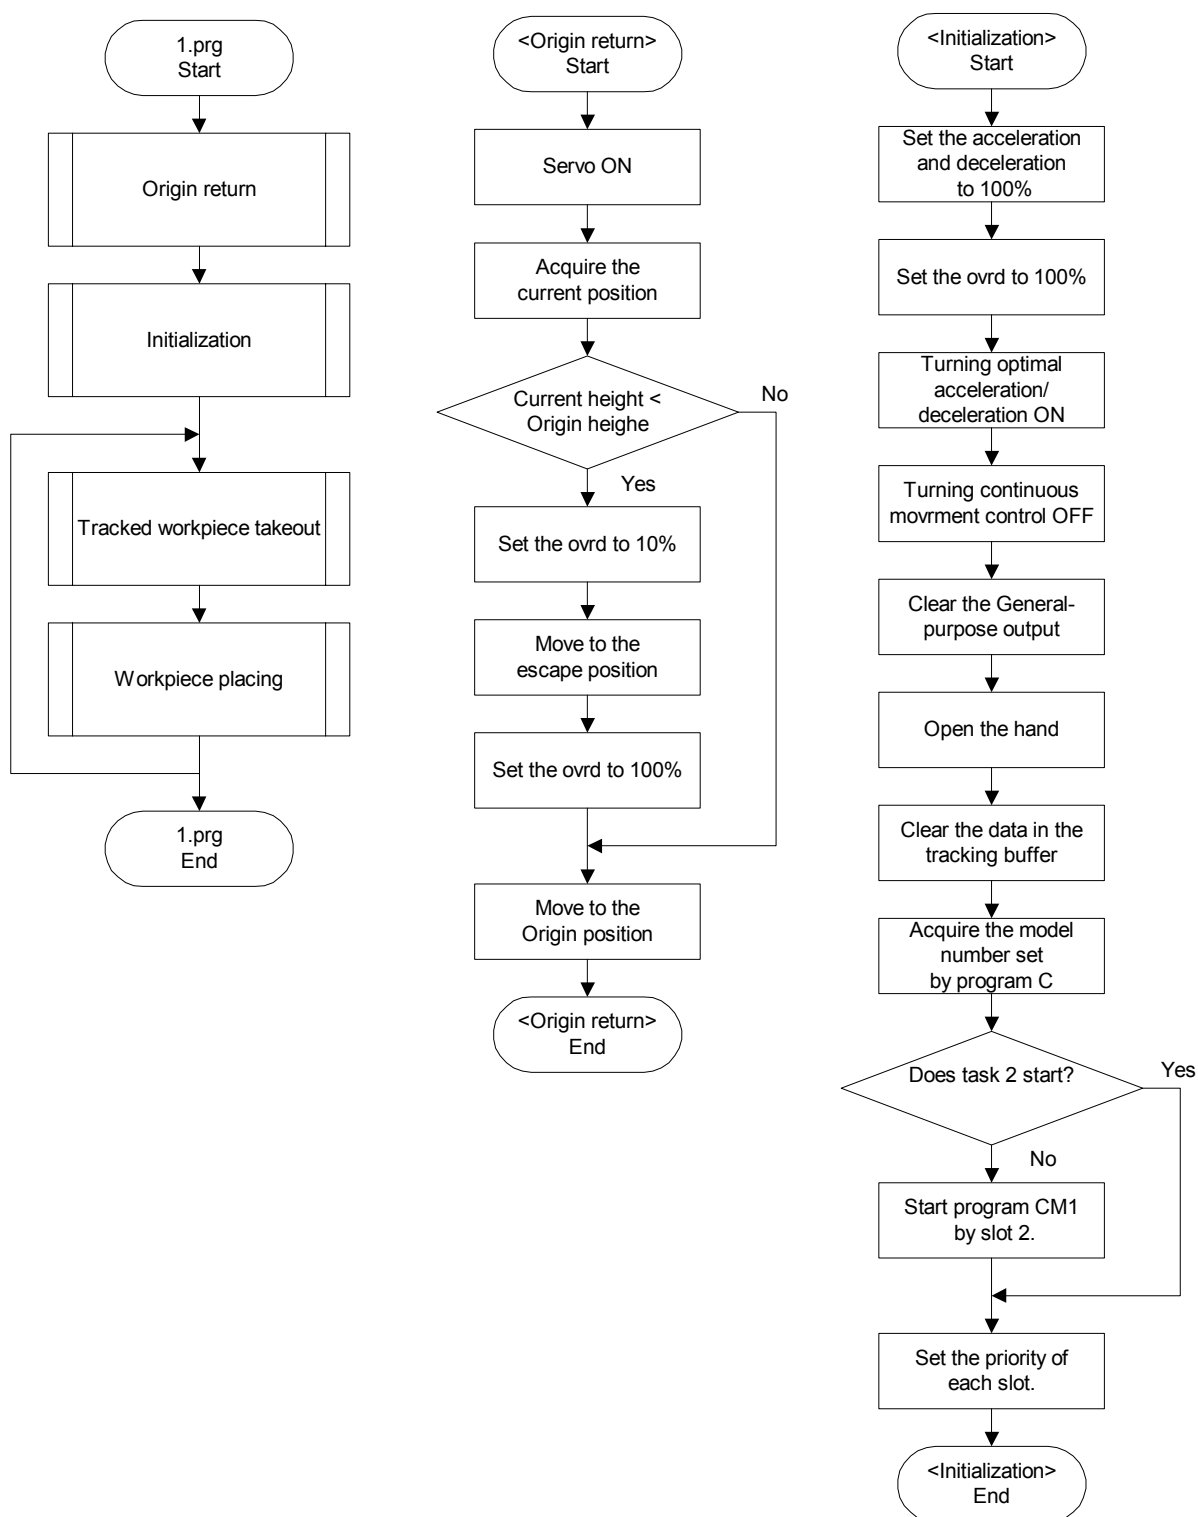 1.prg
Start
Origin return
Initialization
Tracked workpiece takeout
Workpiece placing
1.prg
End
<Origin return>
Start
Servo ON
Acquire the
current position
Current height <
Origin heighe
No
Yes
Set the ovrd to 10%
Move to the
escape position
Set the ovrd to 100%
Move to the
Origin position
<Origin return>
End
<Initialization>
Start
Set the acceleration
and deceleration
to 100%
Set the ovrd to 100%
Turning optimal
acceleration/
deceleration ON
Turning continuous
movrment control OFF
Clear the General-
purpose output
Open the hand
Clear the data in the
tracking buffer
Acquire the model
number set
by program C
Does task 2 start?
Yes
No
Start program CM1
by slot 2.
Set the priority of
each slot.
<Initialization>
End